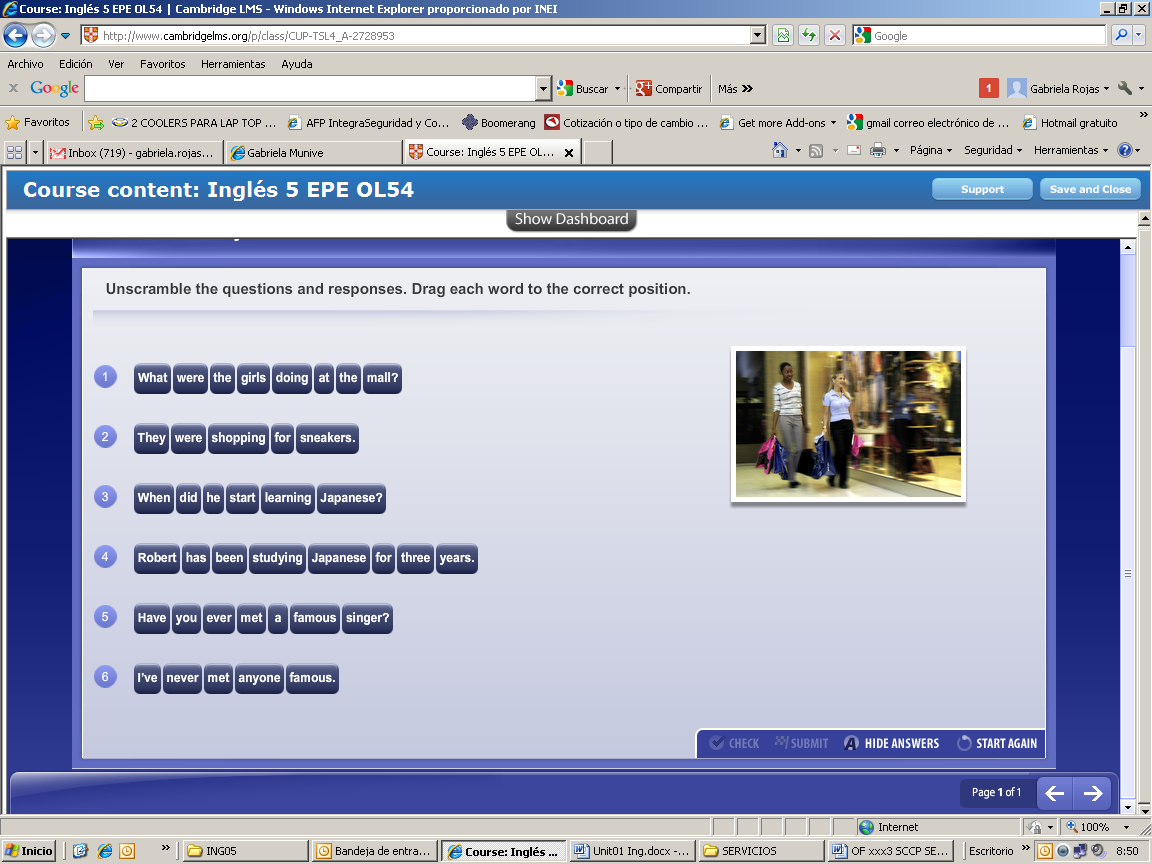 Course: Inglés 5 EPE OL54 | Cambridge LMS - Windows Internet Explorer proporcionado por INEI
http://www.cambridgelms.org/p/class/CUP-TSL4_A-2728953
Google
Archivo Edición Ver Favoritos Herramientas Ayuda
x Google Buscar Compartir Más » 1 Gabriela Rojas
Favoritos 2 COOLERS PARA LAP TOP ... AFP IntegraSeguridad y Co... Boomerang Cotización o tipo de cambio ... Get more Add-ons gmail correo electrónico de ... Hotmail gratuito »
Inbox (719) - gabriela.rojas... Gabriela Munive Course: Inglés 5 EPE OL... Página Seguridad Herramientas »
Course content: Inglés 5 EPE OL54 Support Save and Close
Show Dashboard
Unscramble the questions and responses. Drag each word to the correct position.
1 What were the girls doing at the mall?
2 They were shopping for sneakers.
3 When did he start learning Japanese?
4 Robert has been studying Japanese for three years.
5 Have you ever met a famous singer?
6 I've never met anyone famous.
CHECK SUBMIT HIDE ANSWERS START AGAIN
Page 1 of 1
Internet 100%
Inicio » ING05 Bandeja de entra... Course: Inglés ... Unit01 Ing.docx -... SERVICIOS OF xxx3 SCCP SE... Escritorio » 8:50